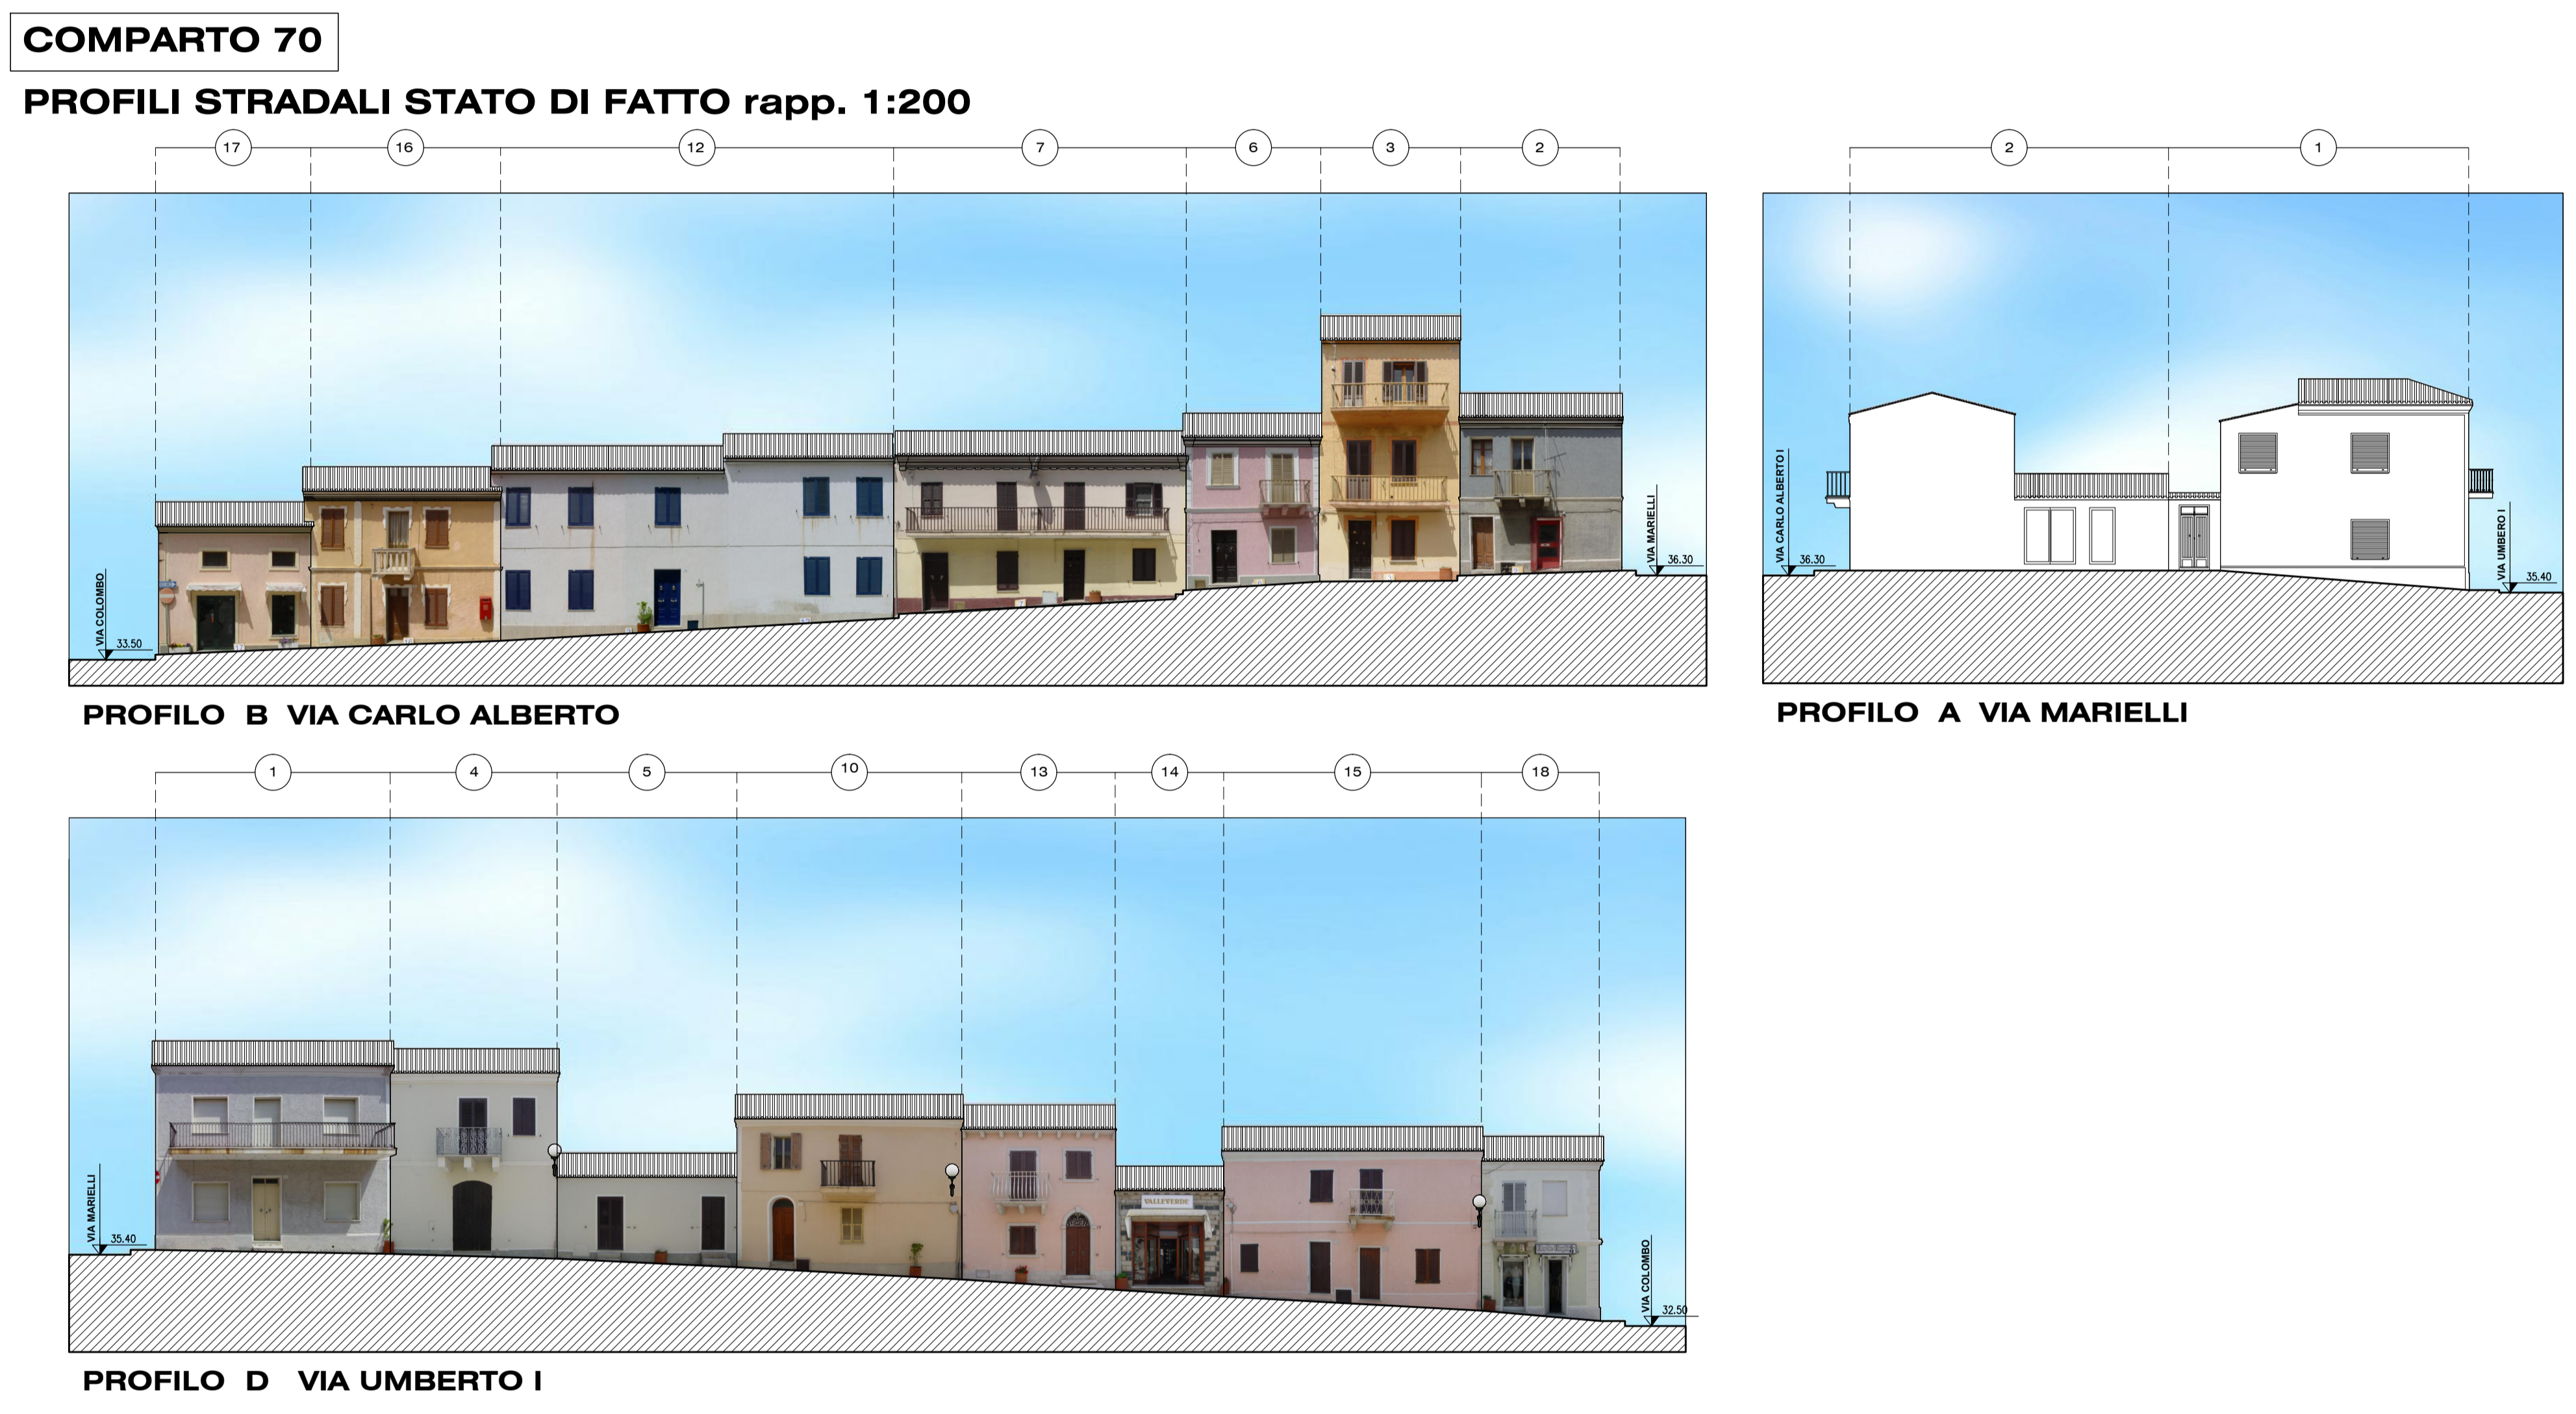 COMPARTO 70
PROFILI STRADALI STATO DI FATTO rapp. 1:200
17 16 12 7 6 3 2
VIA COLOMBO
33.50
VIA MARIELLI
36.30
PROFILO B VIA CARLO ALBERTO
2 1
VIA CARLO ALBERTO I
36.30
VIA UMBERO I
35.40
PROFILO A VIA MARIELLI
1 4 5 10 13 14 15 18
VIA MARIELLI
35.40
VALLEVERDE
VIA COLOMBO
32.50
PROFILO D VIA UMBERTO I